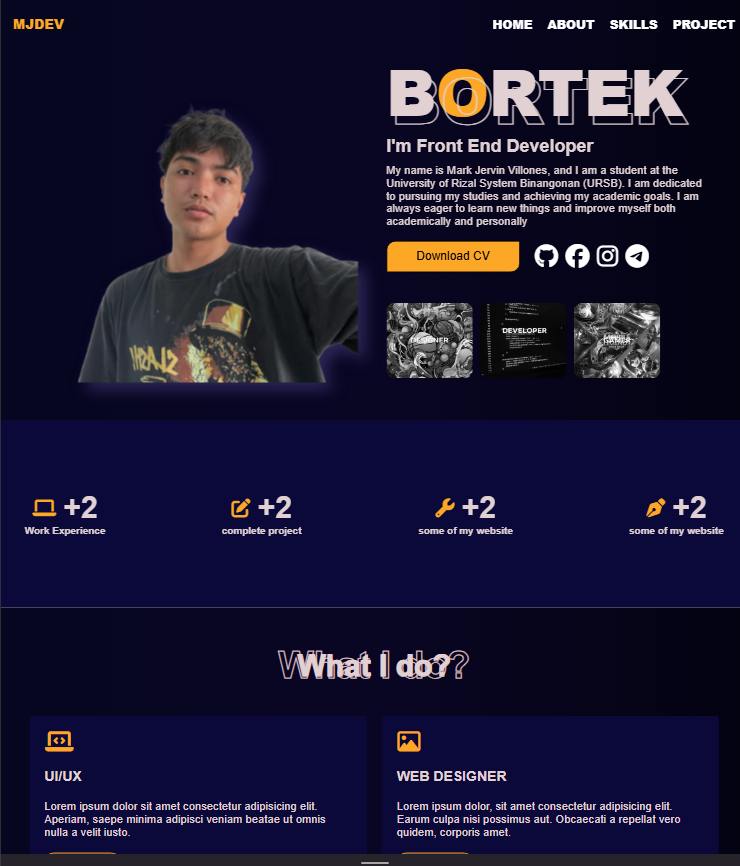 MJDEV
HOME ABOUT SKILLS PROJECT
BORTEK
I'm Front End Developer
My name is Mark Jervin Villones, and I am a student at the
University of Rizal System Binangonan (URSB). I am dedicated
to pursuing my studies and achieving my academic goals. I am
always eager to learn new things and improve myself both
academically and personally
Download CV
DESIGNER
DEVELOPER
+2 +2 +2 +2
Work Experience complete project some of my website some of my website
What I do??
UI/UX
Lorem ipsum dolor sit amet consectetur adipisicing elit.
Aperiam, saepe minima adipisci veniam beatae ut omnis
nulla a velit iusto.
WEB DESIGNER
Lorem ipsum dolor, sit amet consectetur adipisicing elit.
Earum culpa nisi possimus aut. Obcaecati a repellat vero
quidem, corporis amet.